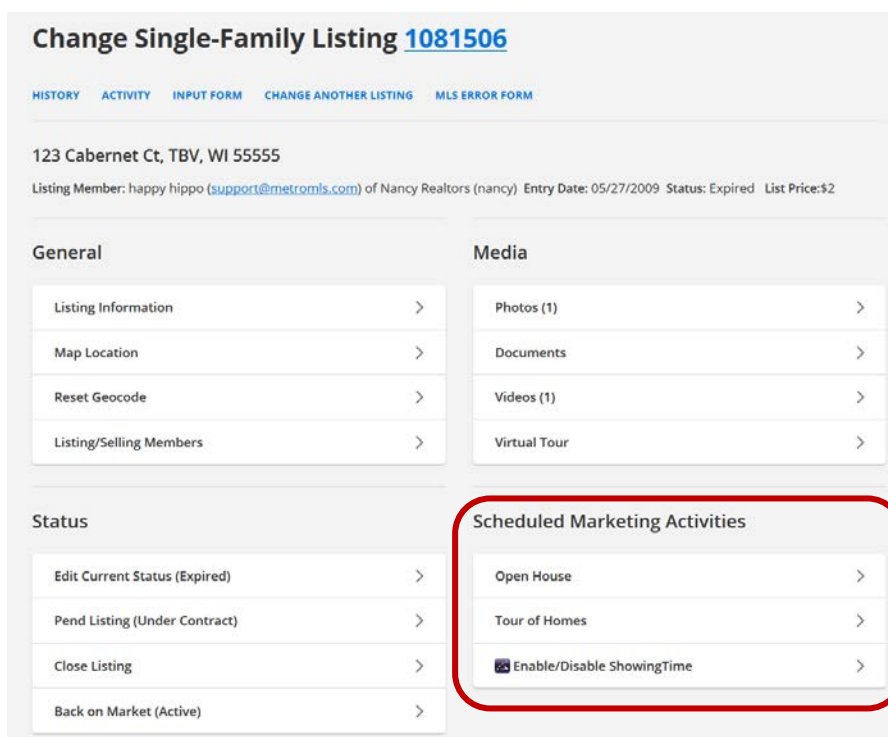 Change Single-Family Listing 1081506
HISTORY ACTIVITY INPUT FORM CHANGE ANOTHER LISTING MLS ERROR FORM
123 Cabernet Ct, TBV, WI 55555
Listing Member: happy hippo (support@metromls.com) of Nancy Realtors (nancy) Entry Date: 05/27/2009 Status: Expired List Price:$2
General
Listing Information
Map Location
Reset Geocode
Listing/Selling Members
Media
Photos (1)
Documents
Videos (1)
Virtual Tour
Status
Edit Current Status (Expired)
Pend Listing (Under Contract)
Close Listing
Back on Market (Active)
Scheduled Marketing Activities
Open House
Tour of Homes
Enable/Disable ShowingTime